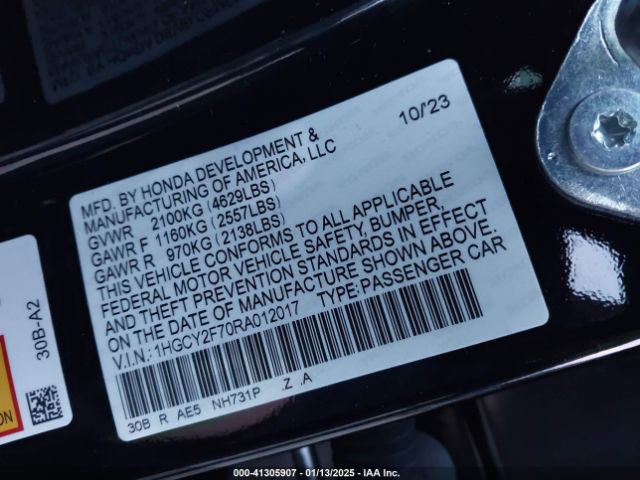 10/'23
MFD. BY HONDA DEVELOPMENT &
MANUFACTURING OF AMERICA, LLC
GVWR 2100KG (4629LBS)
GAWR F 1160KG (2557LBS)
GAWR R 970KG (2138LBS)
THIS VEHICLE CONFORMS TO ALL APPLICABLE
FEDERAL MOTOR VEHICLE SAFETY, BUMPER,
AND THEFT PREVENTION STANDARDS IN EFFECT
ON THE DATE OF MANUFACTURE SHOWN ABOVE.
V.I.N.: 1HGCY2F70RA012017 TYPE: PASSENGER CAR
30B R AE5 NH731P .Z .A
30B-A2
000-41305907 - 01/13/2025 - IAA Inc.